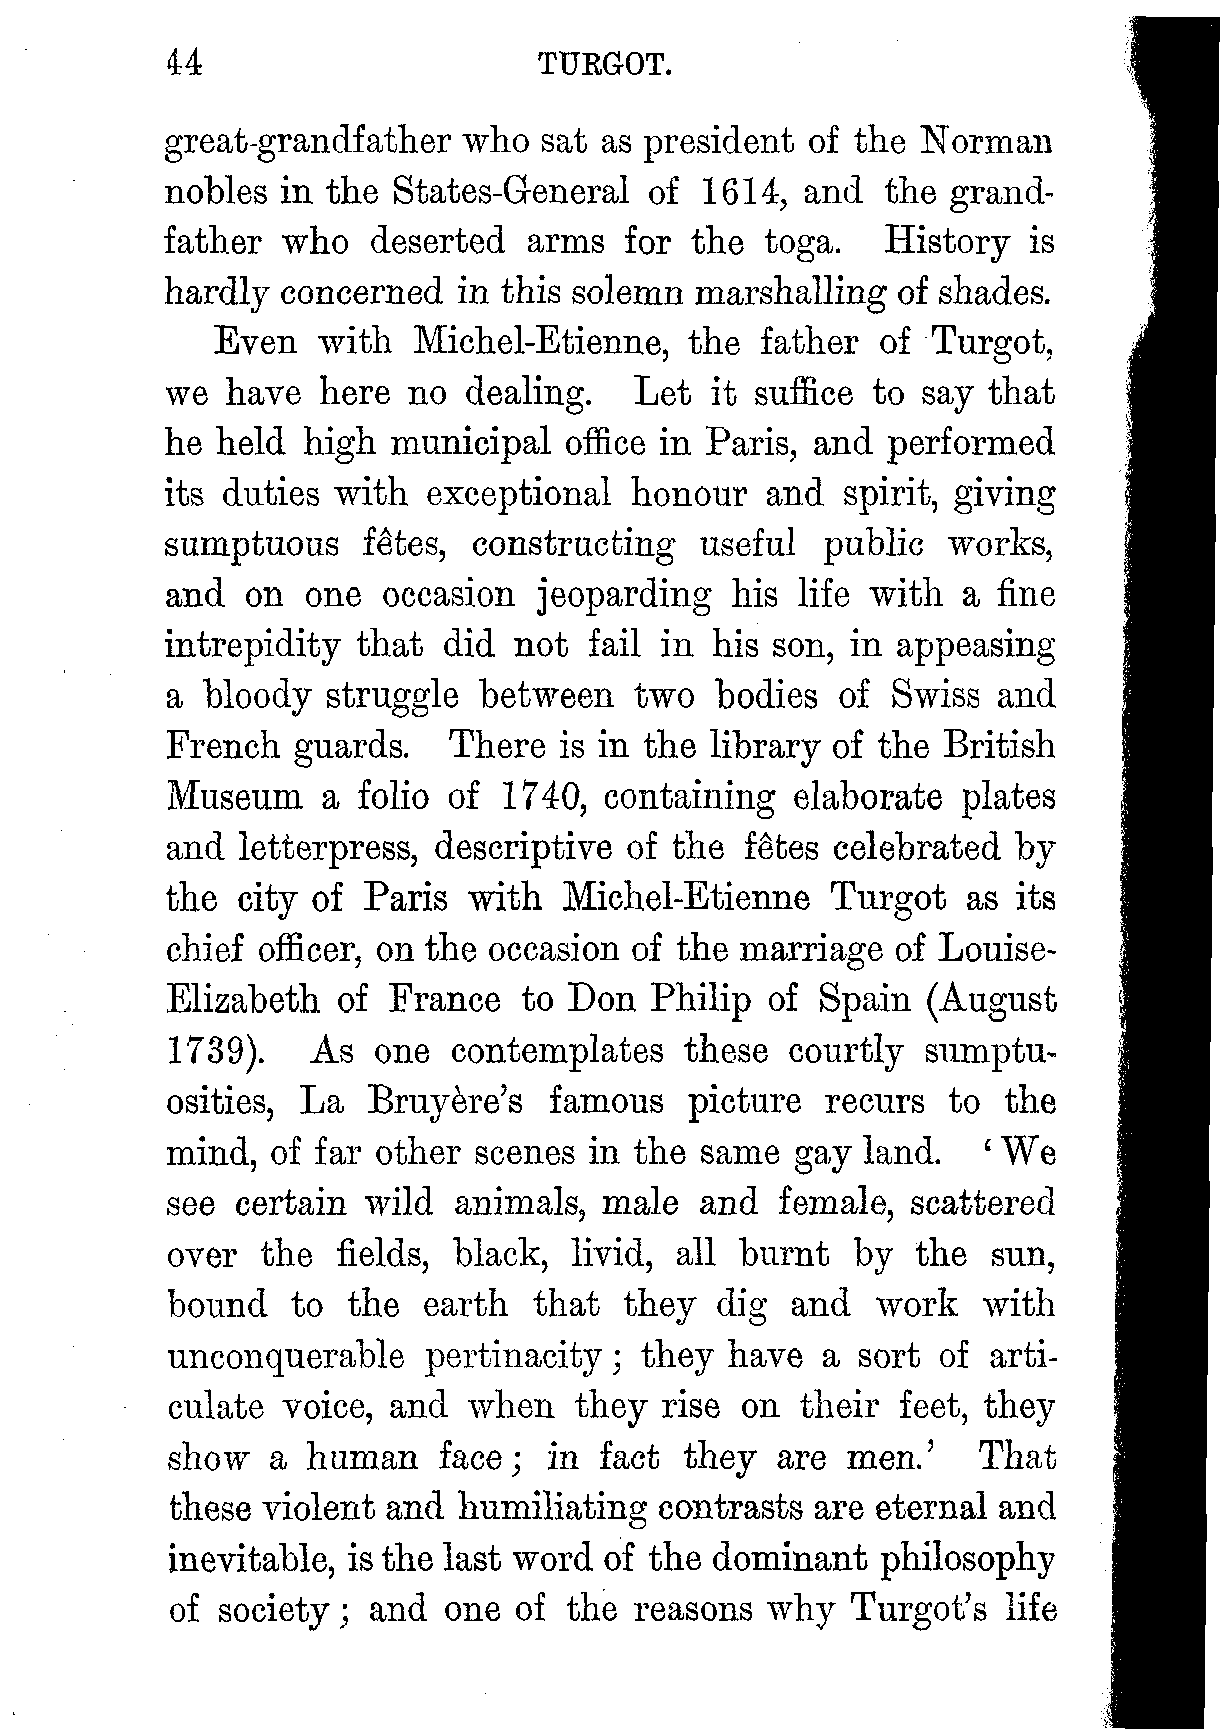 44 TURGOT.
great-grandfather who sat as president of the Norman
nobles in the States-General of 1614, and the grand-
father who deserted arms for the toga. History is
hardly concerned in this solemn marshalling of shades.
Even with Michel-Etienne, the father of Turgot,
we have here no dealing. Let it suffice to say that
he held high municipal office in Paris, and performed
its duties with exceptional honour and spirit, giving
sumptuous fêtes, constructing useful public works,
and on one occasion jeoparding his life with a fine
intrepidity that did not fail in his son, in appeasing
a bloody struggle between two bodies of Swiss and
French guards. There is in the library of the British
Museum a folio of 1740, containing elaborate plates
and letterpress, descriptive of the fêtes celebrated by
the city of Paris with Michel-Etienne Turgot as its
chief officer, on the occasion of the marriage of Louise-
Elizabeth of France to Don Philip of Spain (August
1739). As one contemplates these courtly sumptu-
osities, La Bruyère's famous picture recurs to the
mind, of far other scenes in the same gay land. ‘We
see certain wild animals, male and female, scattered
over the fields, black, livid, all burnt by the sun,
bound to the earth that they dig and work with
unconquerable pertinacity; they have a sort of arti-
culate voice, and when they rise on their feet, they
show a human face; in fact they are men.’ That
these violent and humiliating contrasts are eternal and
inevitable, is the last word of the dominant philosophy
of society; and one of the reasons why Turgot's life